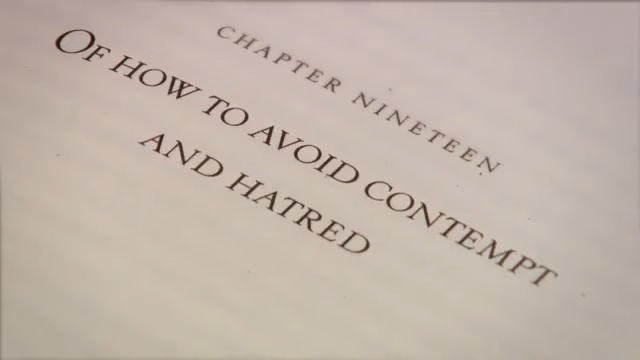 CHAPTER NINETEEN
OF HOW TO AVOID CONTEMPT
AND HATRED